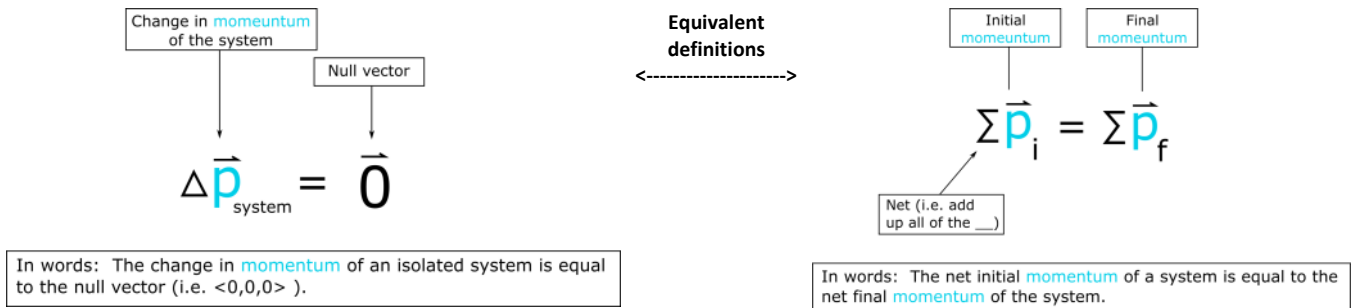 Change in momeuntum
of the system
Null vector
Δp⃗system = 0⃗
In words: The change in momentum of an isolated system is equal
to the null vector (i.e. <0,0,0> ).
Equivalent
definitions
<--------------------->
Initial
momeuntum
Final
momeuntum
Σp⃗i = Σp⃗f
Net (i.e. add
up all of the __)
In words: The net initial momentum of a system is equal to the
net final momentum of the system.